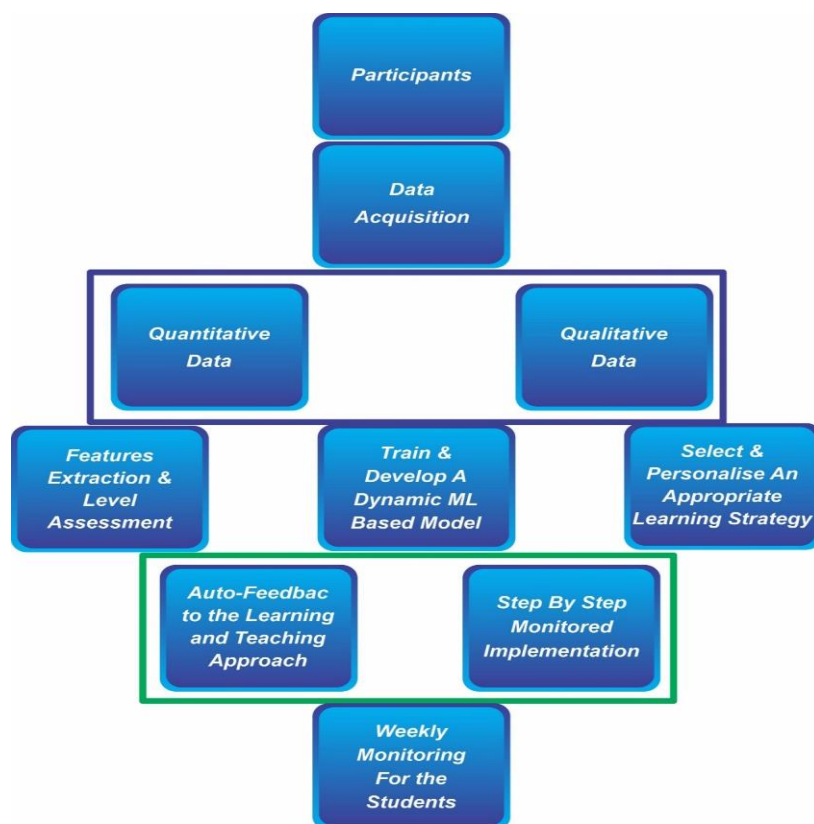 Participants
Data
Acquisition
Quantitative
Data
Qualitative
Data
Features
Extraction &
Level
Assessment
Train &
Develop A
Dynamic ML
Based Model
Select &
Personalise An
Appropriate
Learning Strategy
Auto-Feedbac
to the Learning
and Teaching
Approach
Step By Step
Monitored
Implementation
Weekly
Monitoring
For the
Students